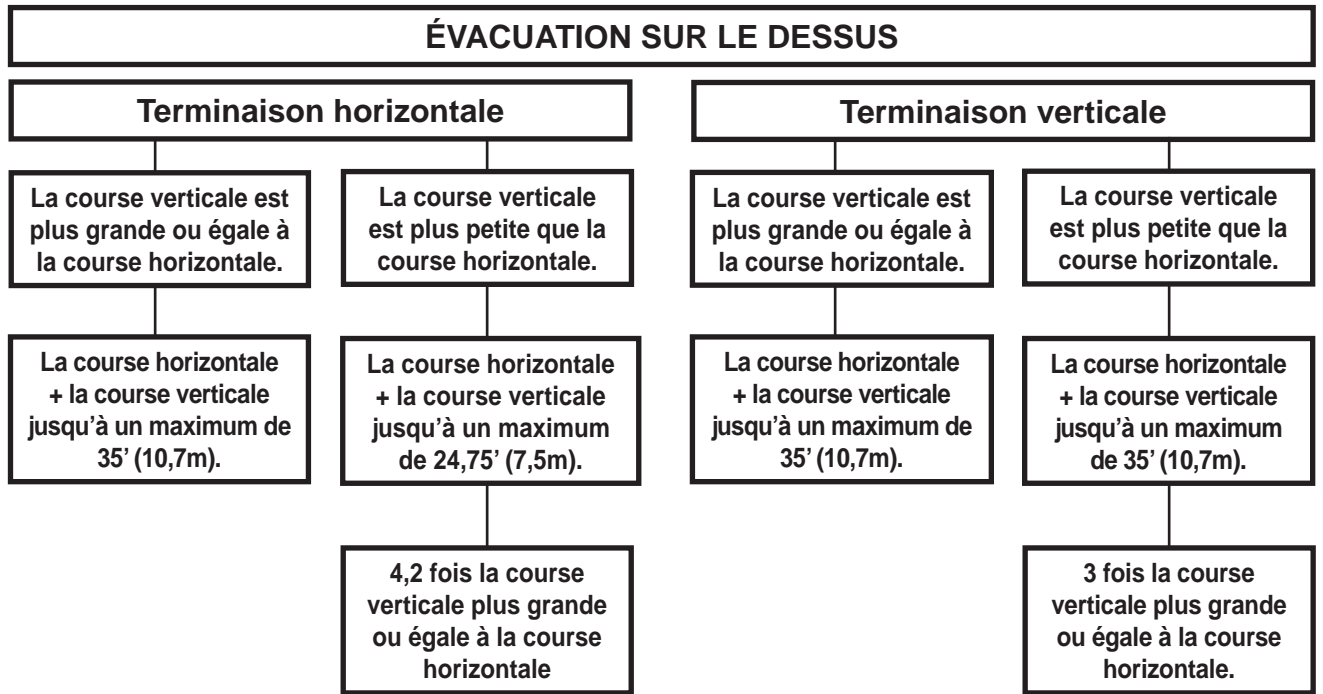 ÉVACUATION SUR LE DESSUS
Terminaison horizontale
La course verticale est
plus grande ou égale à
la course horizontale.
La course horizontale
+ la course verticale
jusqu’à un maximum de
35’ (10,7m).
La course verticale
est plus petite que la
course horizontale.
La course horizontale
+ la course verticale
jusqu’à un maximum
de 24,75’ (7,5m).
4,2 fois la course
verticale plus grande
ou égale à la course
horizontale
Terminaison verticale
La course verticale est
plus grande ou égale à
la course horizontale.
La course horizontale
+ la course verticale
jusqu’à un maximum de
35’ (10,7m).
La course verticale
est plus petite que la
course horizontale.
La course horizontale
+ la course verticale
jusqu’à un maximum
de 35’ (10,7m).
3 fois la course
verticale plus grande
ou égale à la course
horizontale.